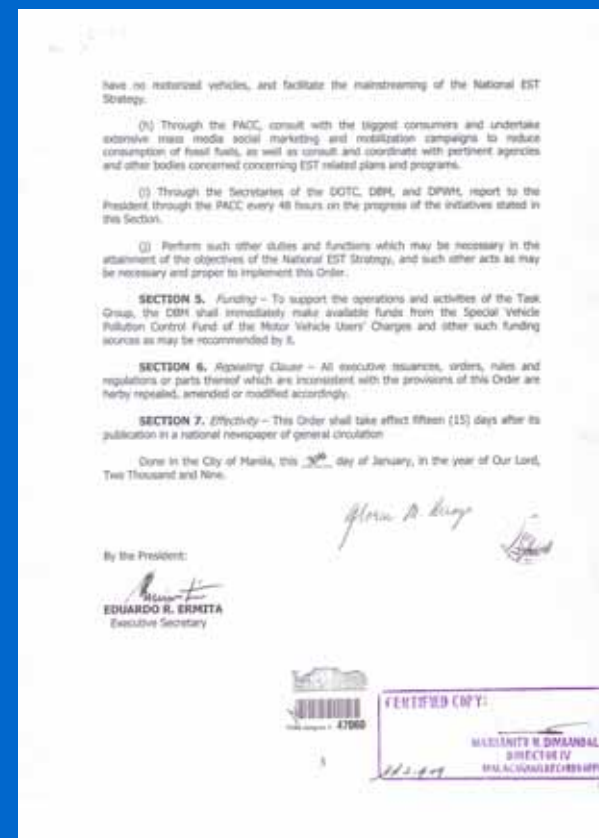 have no motorized vehicles, and facilitate the mainstreaming of the National EST
Strategy.
(h) Through the PACC, consult with the biggest consumers and undertake
extensive mass media social marketing and mobilization campaigns to reduce
consumption of fossil fuels, as well as consult and coordinate with pertinent agencies
and other bodies concerned concerning EST related plans and programs.
(i) Through the Secretaries of the DOTC, DBM, and DPWH, report to the
President through the PACC every 48 hours on the progress of the initiatives stated in
this Section.
(j) Perform such other duties and functions which may be necessary in the
attainment of the objectives of the National EST Strategy, and such other acts as may
be necessary and proper to implement this Order.
SECTION 5. Funding – To support the operations and activities of the Task
Group, the DBM shall immediately make available funds from the Special Vehicle
Pollution Control Fund of the Motor Vehicle Users' Charges and other such funding
sources as may be recommended by it.
SECTION 6. Repealing Clause – All executive issuances, orders, rules and
regulations or parts thereof which are inconsistent with the provisions of this Order are
herby repealed, amended or modified accordingly.
SECTION 7. Effectivity – This Order shall take effect fifteen (15) days after its
publication in a national newspaper of general circulation
Done in the City of Manila, this 30th day of January, in the year of Our Lord,
Two Thousand and Nine.
Gloria M. Arroyo
By the President:
EDUARDO R. ERMITA
Executive Secretary
47060
CERTIFIED COPY:
DIRECTOR IV